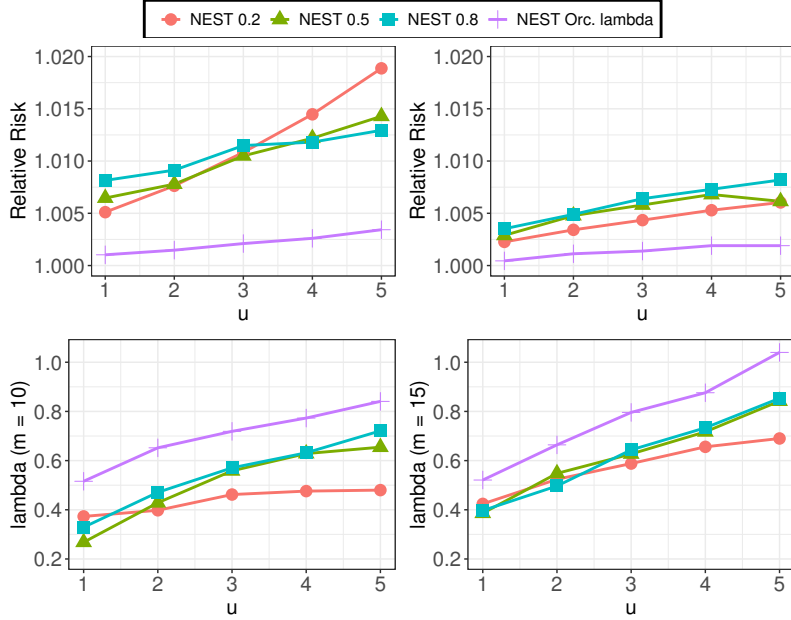 NEST 0.2 NEST 0.5 NEST 0.8 NEST Orc. lambda
Relative Risk
1.020
1.015
1.010
1.005
1.000
1 2 3 4 5
u
Relative Risk
1.020
1.015
1.010
1.005
1.000
1 2 3 4 5
u
lambda (m = 10)
1.0
0.8
0.6
0.4
0.2
1 2 3 4 5
u
lambda (m = 15)
1.0
0.8
0.6
0.4
0.2
1 2 3 4 5
u